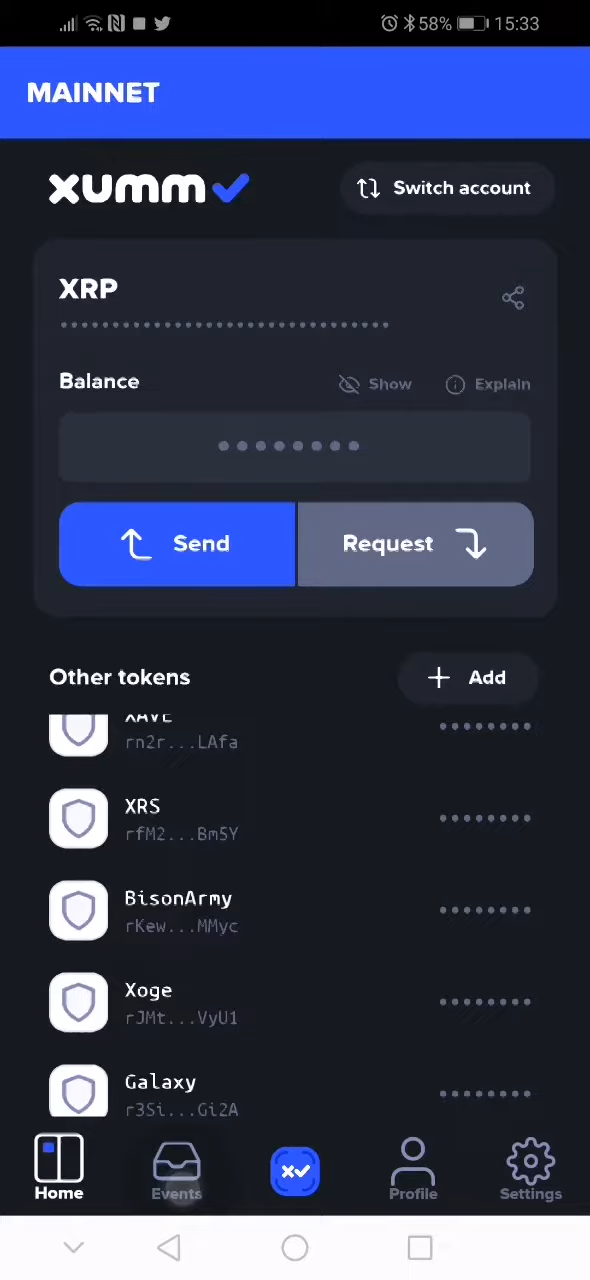 58% 15:33
MAINNET
xumm
Switch account
XRP
Balance
Show
Explain
Send
Request
Other tokens
Add
XAVE
rn2r...LAfa
XRS
rfM2...Bm5Y
BisonArmy
rKew...MMyc
Xoge
rJMt...VyU1
Galaxy
r3Si...Gi2A
Home
Events
Profile
Settings